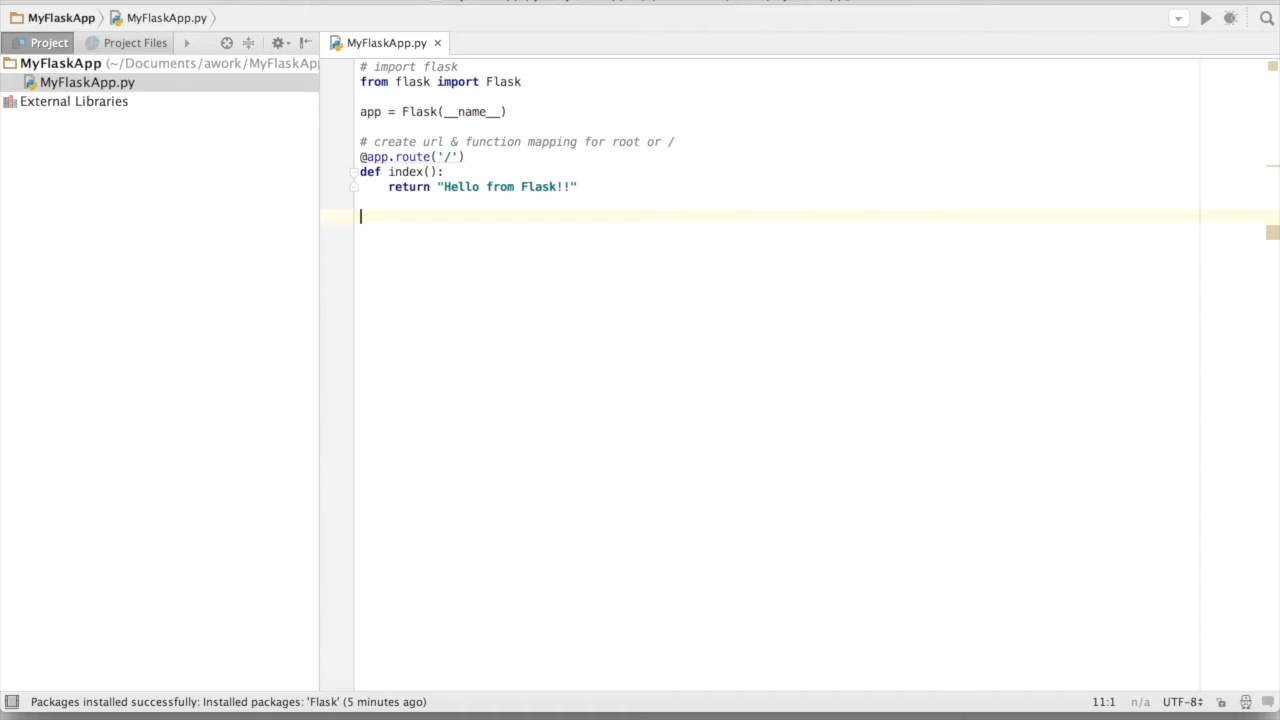 MyFlaskApp MyFlaskApp.py
Project Project Files MyFlaskApp.py
MyFlaskApp (~/Documents/awork/MyFlaskAp
MyFlaskApp.py
External Libraries
# import flask
from flask import Flask
app = Flask(__name__)
# create url & function mapping for root or /
@app.route('/')
def index():
return "Hello from Flask!!"
Packages installed successfully: Installed packages: 'Flask' (5 minutes ago) 11:1 n/a UTF-8